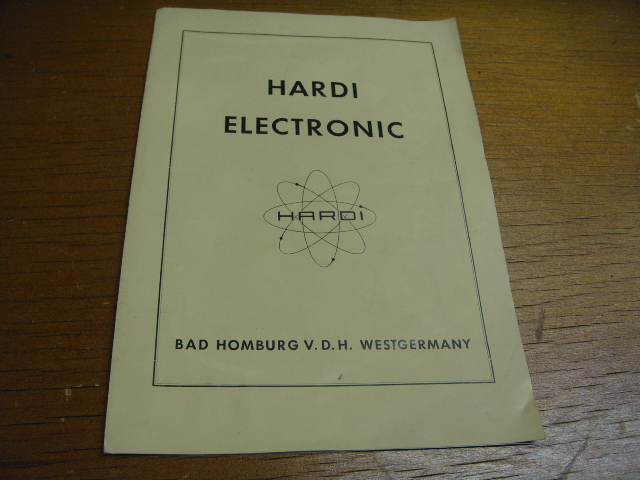 HARDI
ELECTRONIC
HARDI
BAD HOMBURG V.D.H. WESTGERMANY